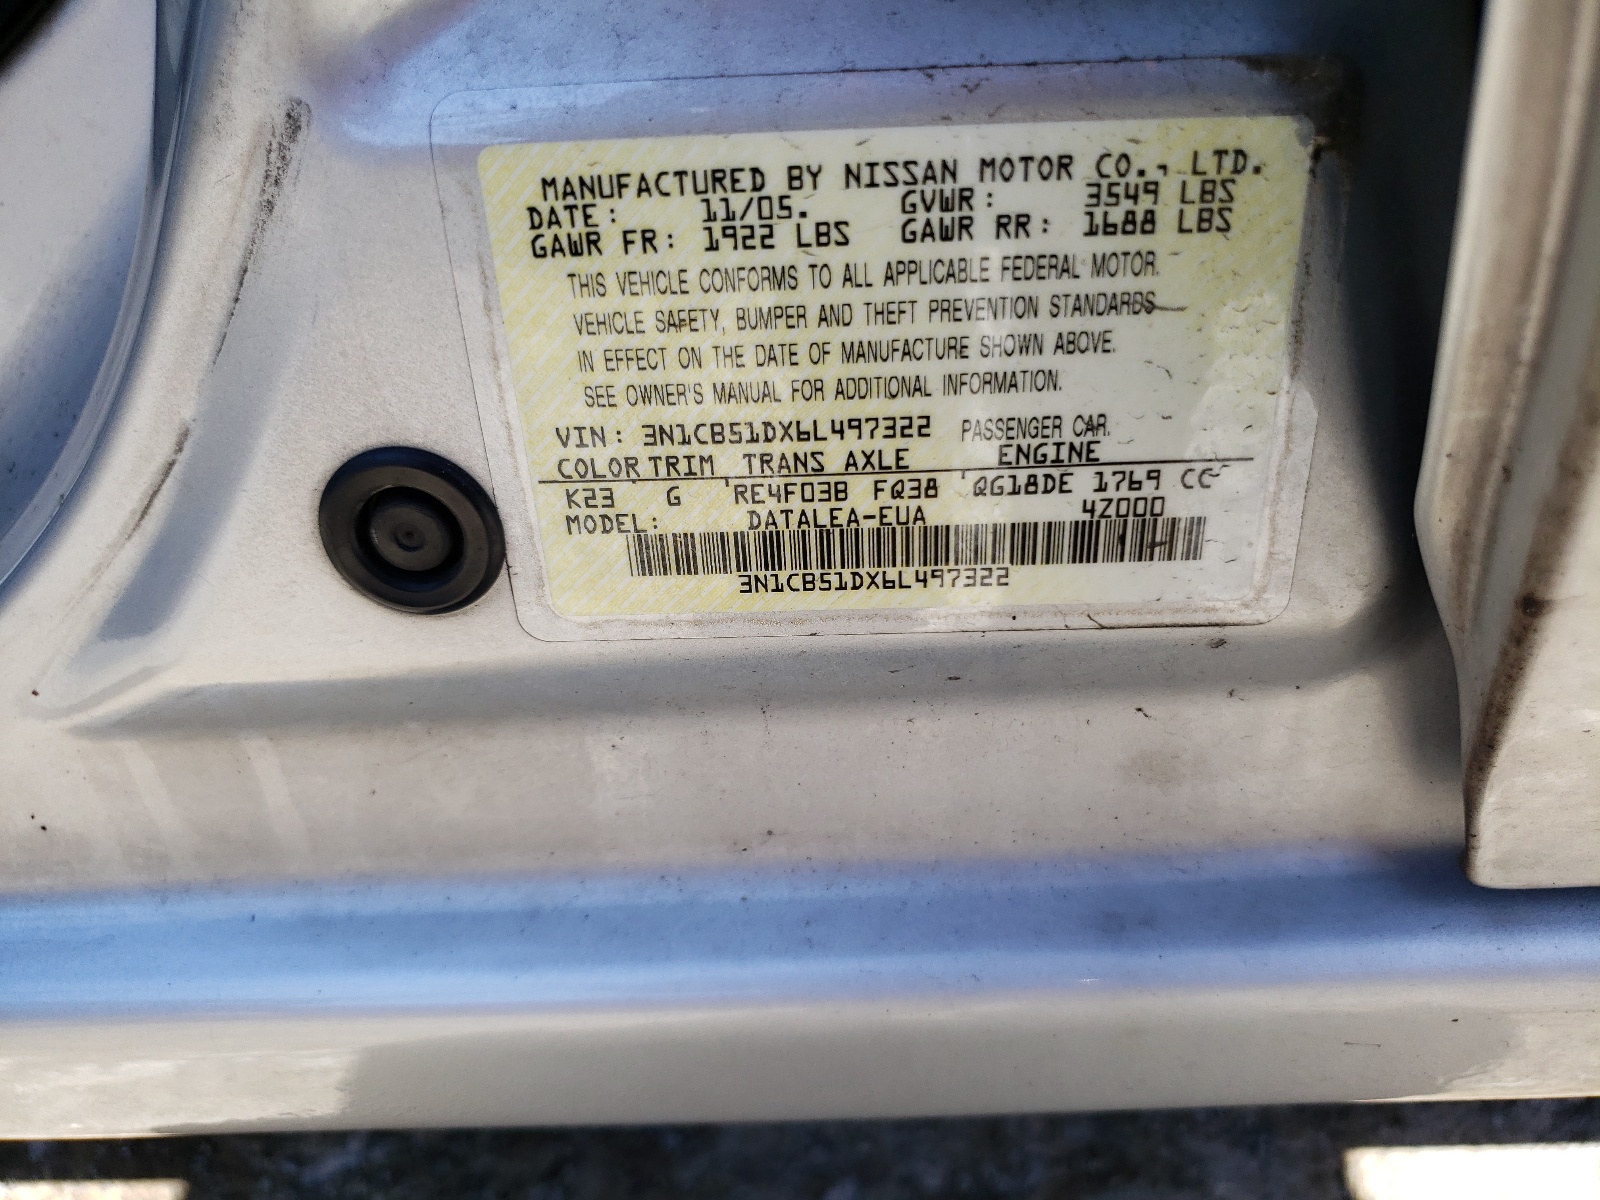 MANUFACTURED BY NISSAN MOTOR CO., LTD.
DATE: 11/05. GVWR: 3549 LBS
GAWR FR: 1922 LBS GAWR RR: 1688 LBS
THIS VEHICLE CONFORMS TO ALL APPLICABLE FEDERAL MOTOR
VEHICLE SAFETY, BUMPER AND THEFT PREVENTION STANDARDS
IN EFFECT ON THE DATE OF MANUFACTURE SHOWN ABOVE.
SEE OWNER'S MANUAL FOR ADDITIONAL INFORMATION.
VIN: 3N1CB51DX6L497322 PASSENGER CAR
COLOR TRIM TRANS AXLE ENGINE
K23 G RE4F03B FQ38 QG18DE 1769 CC
MODEL: DATALEA-EUA 4Z000
3N1CB51DX6L497322